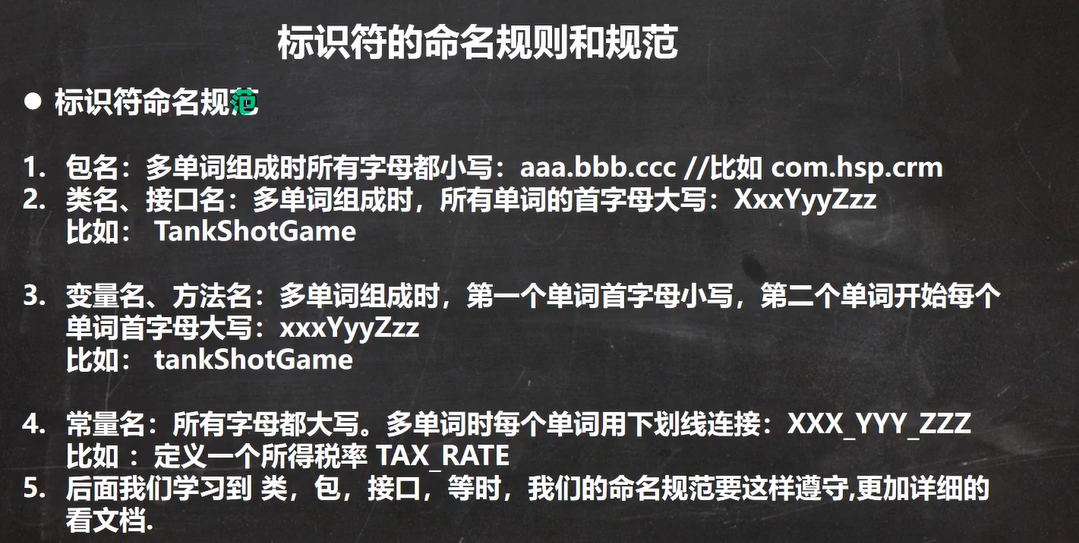 标识符的命名规则和规范
● 标识符命名规范
1. 包名：多单词组成时所有字母都小写：aaa.bbb.ccc //比如 com.hsp.crm
2. 类名、接口名：多单词组成时，所有单词的首字母大写：XxxYyyZzz
比如： TankShotGame
3. 变量名、方法名：多单词组成时，第一个单词首字母小写，第二个单词开始每个
单词首字母大写：xxxYyyZzz
比如： tankShotGame
4. 常量名：所有字母都大写。多单词时每个单词用下划线连接：XXX_YYY_ZZZ
比如 ：定义一个所得税率 TAX_RATE
5. 后面我们学习到 类，包，接口，等时，我们的命名规范要这样遵守,更加详细的
看文档.